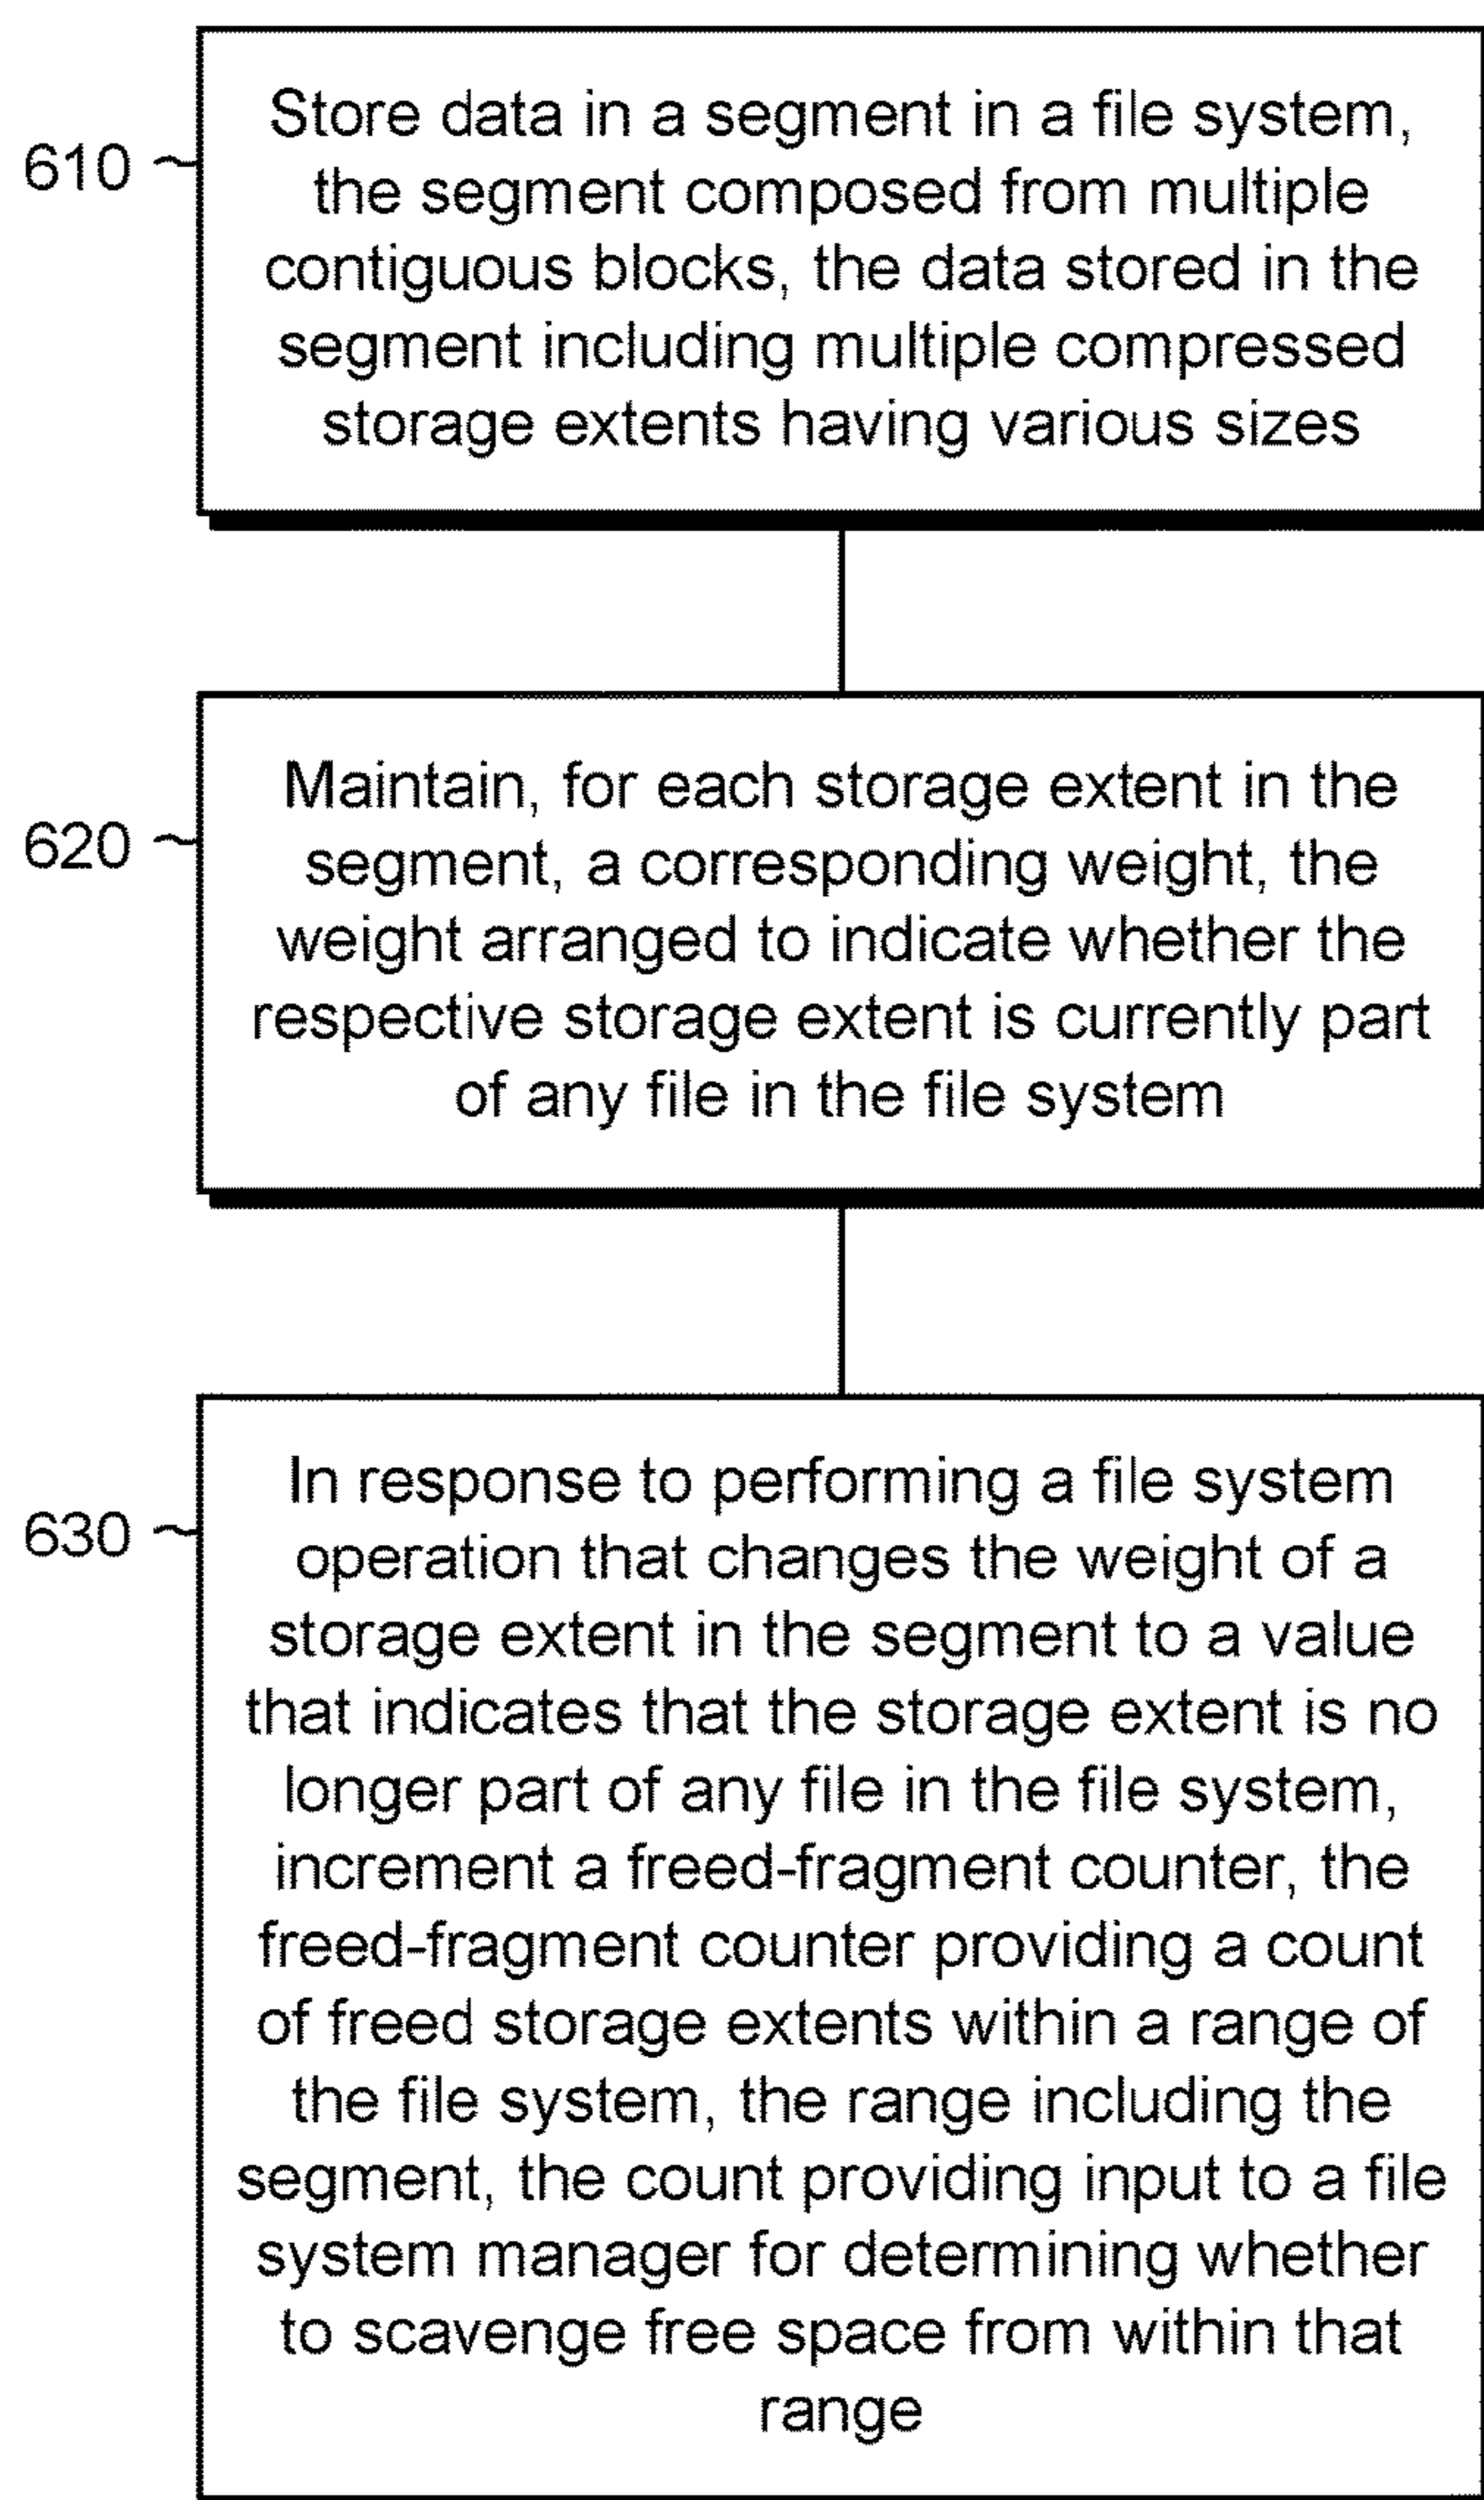 610
Store data in a segment in a file system,
the segment composed from multiple
contiguous blocks, the data stored in the
segment including multiple compressed
storage extents having various sizes
620
Maintain, for each storage extent in the
segment, a corresponding weight, the
weight arranged to indicate whether the
respective storage extent is currently part
of any file in the file system
630
In response to performing a file system
operation that changes the weight of a
storage extent in the segment to a value
that indicates that the storage extent is no
longer part of any file in the file system,
increment a freed-fragment counter, the
freed-fragment counter providing a count
of freed storage extents within a range of
the file system, the range including the
segment, the count providing input to a file
system manager for determining whether
to scavenge free space from within that
range